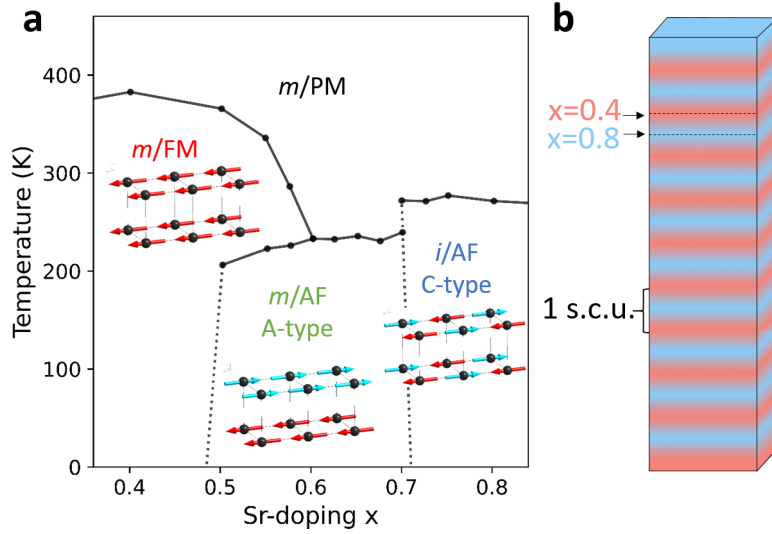 a
b
400
300
200
100
0
Temperature (K)
m/PM
m/FM
m/AF
A-type
i/AF
C-type
0.4
0.5
0.6
0.7
0.8
Sr-doping x
x=0.4
x=0.8
1 s.c.u.